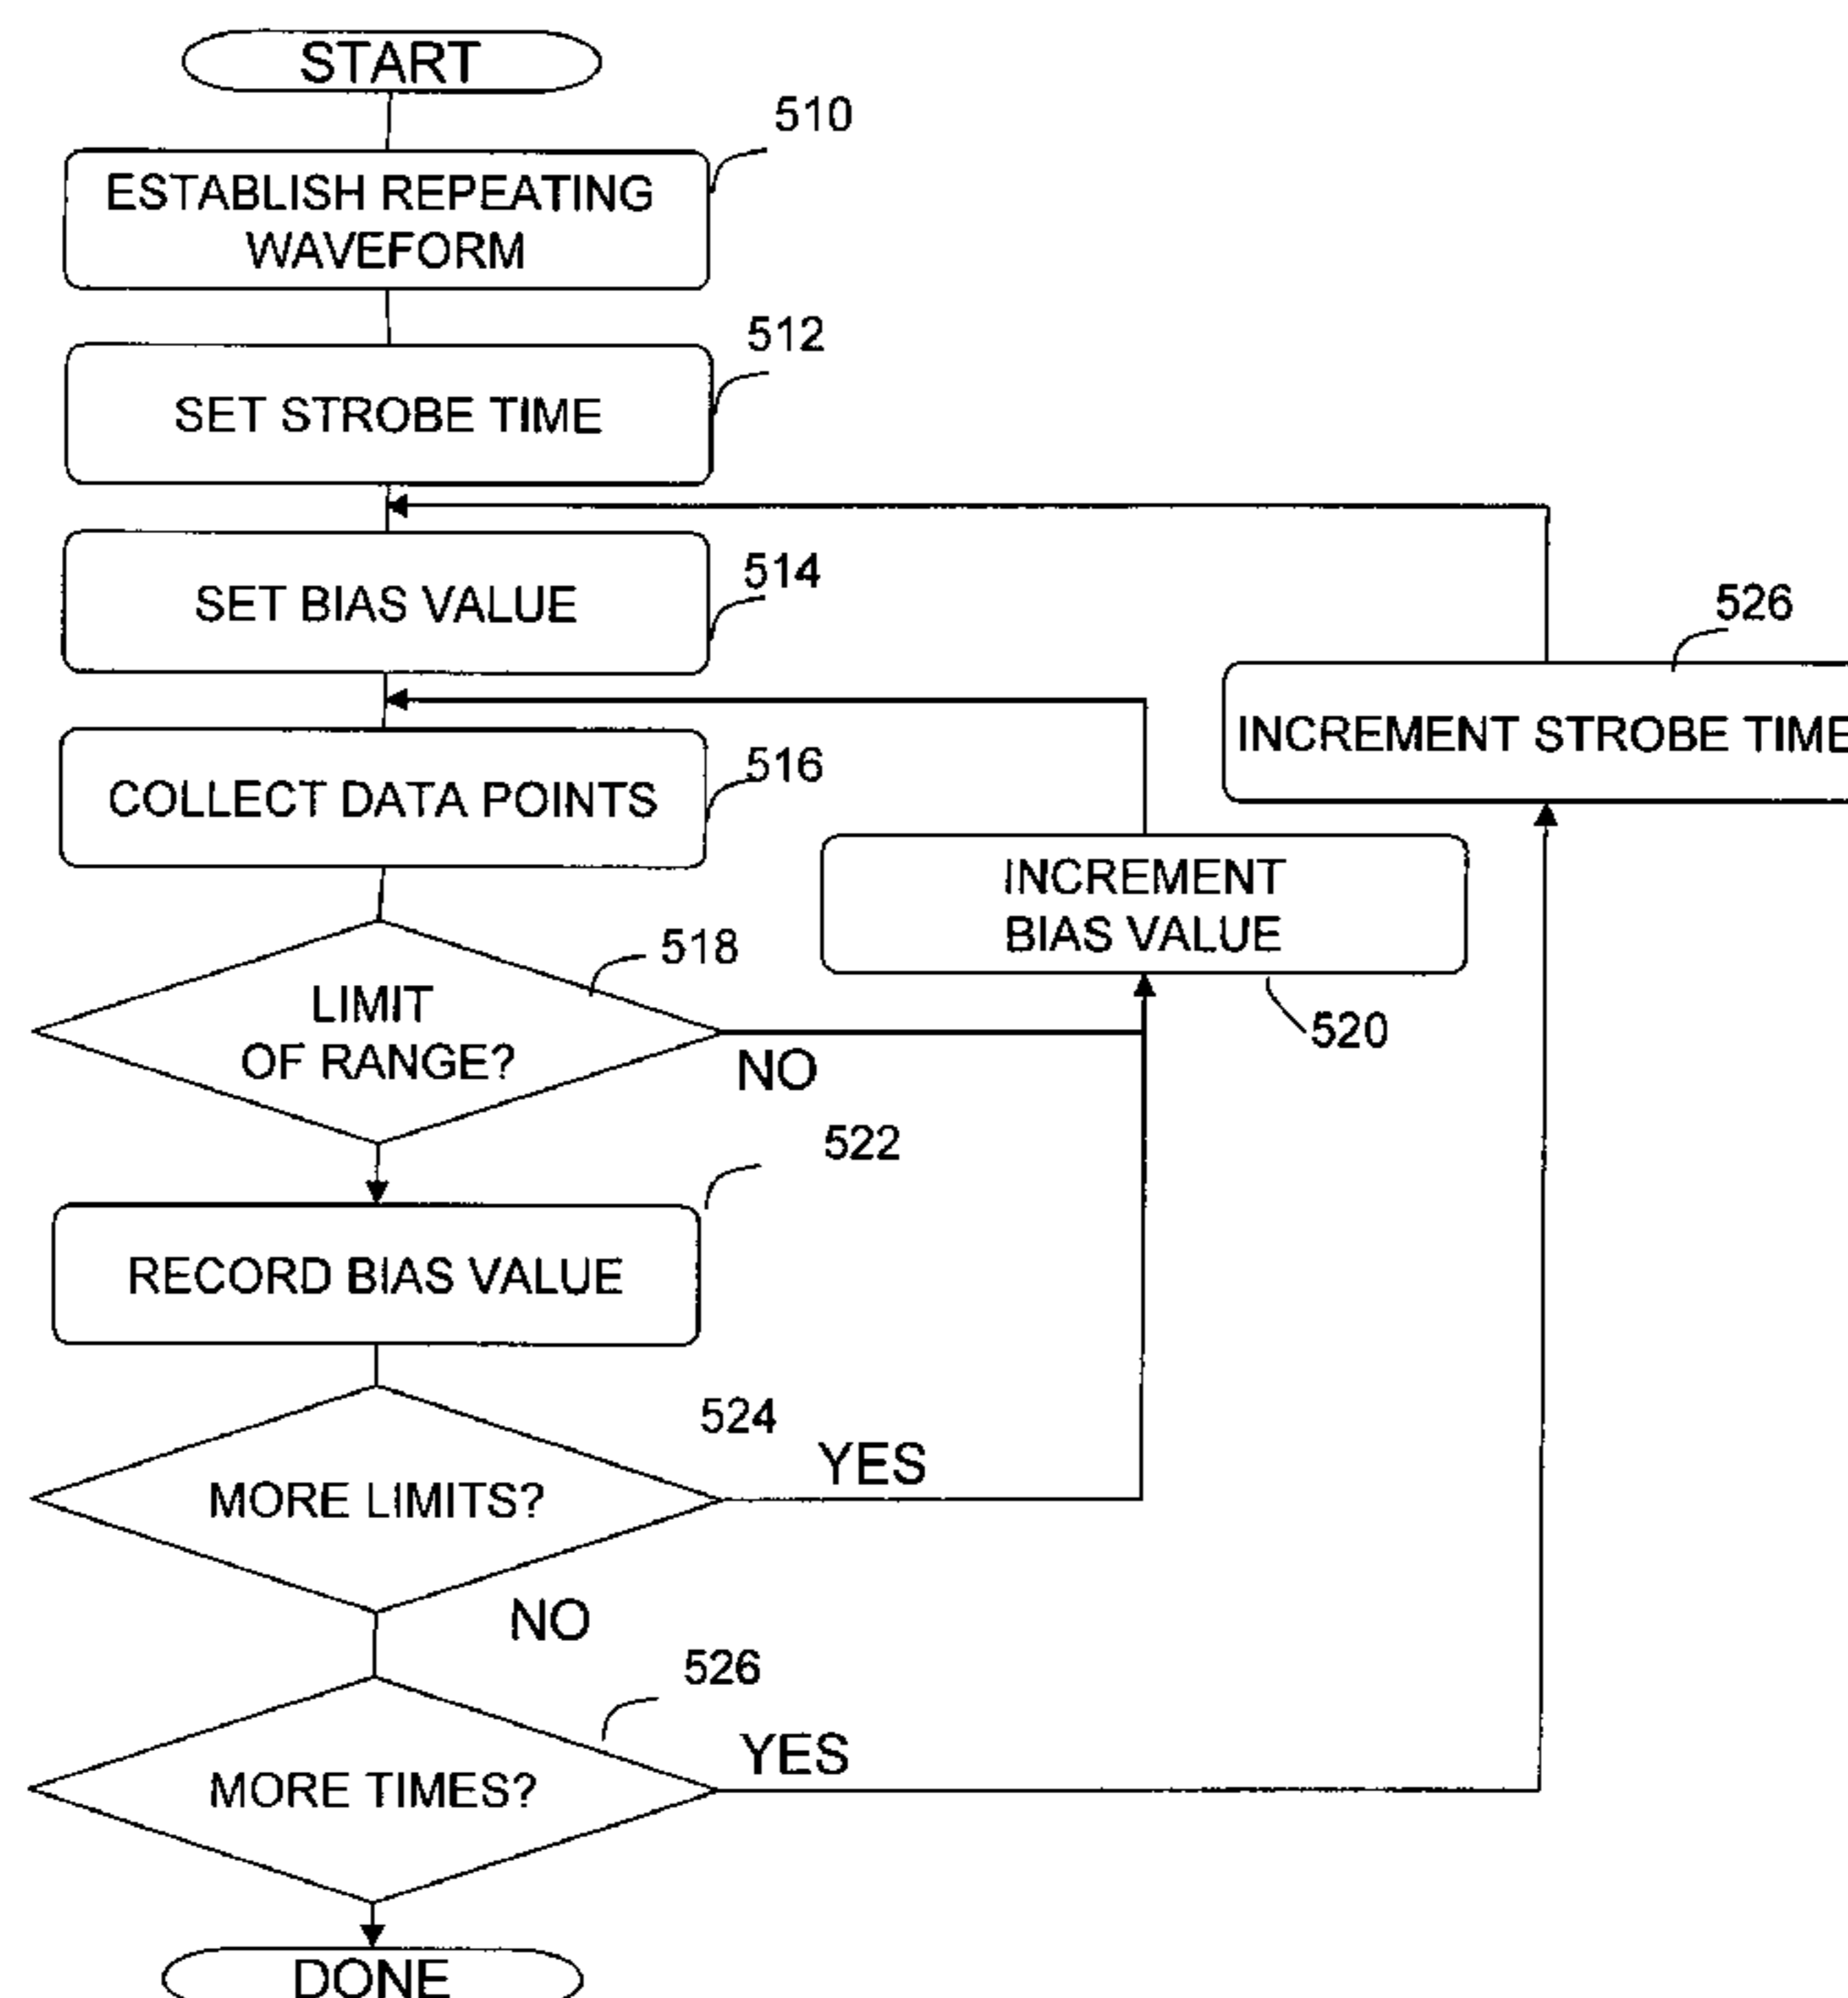 START
510
ESTABLISH REPEATING
WAVEFORM
512
SET STROBE TIME
514
SET BIAS VALUE
526
INCREMENT STROBE TIME
516
COLLECT DATA POINTS
INCREMENT
BIAS VALUE
518
520
LIMIT
OF RANGE?
NO
522
RECORD BIAS VALUE
524
YES
MORE LIMITS?
NO
526
YES
MORE TIMES?
DONE